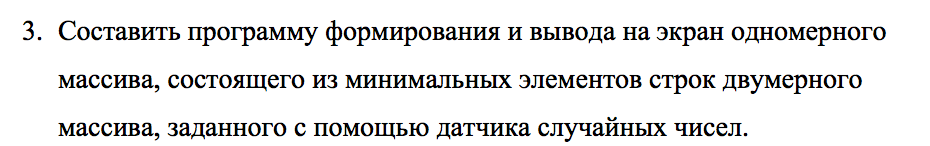 3. Составить программу формирования и вывода на экран одномерного
массива, состоящего из минимальных элементов строк двумерного
массива, заданного с помощью датчика случайных чисел.